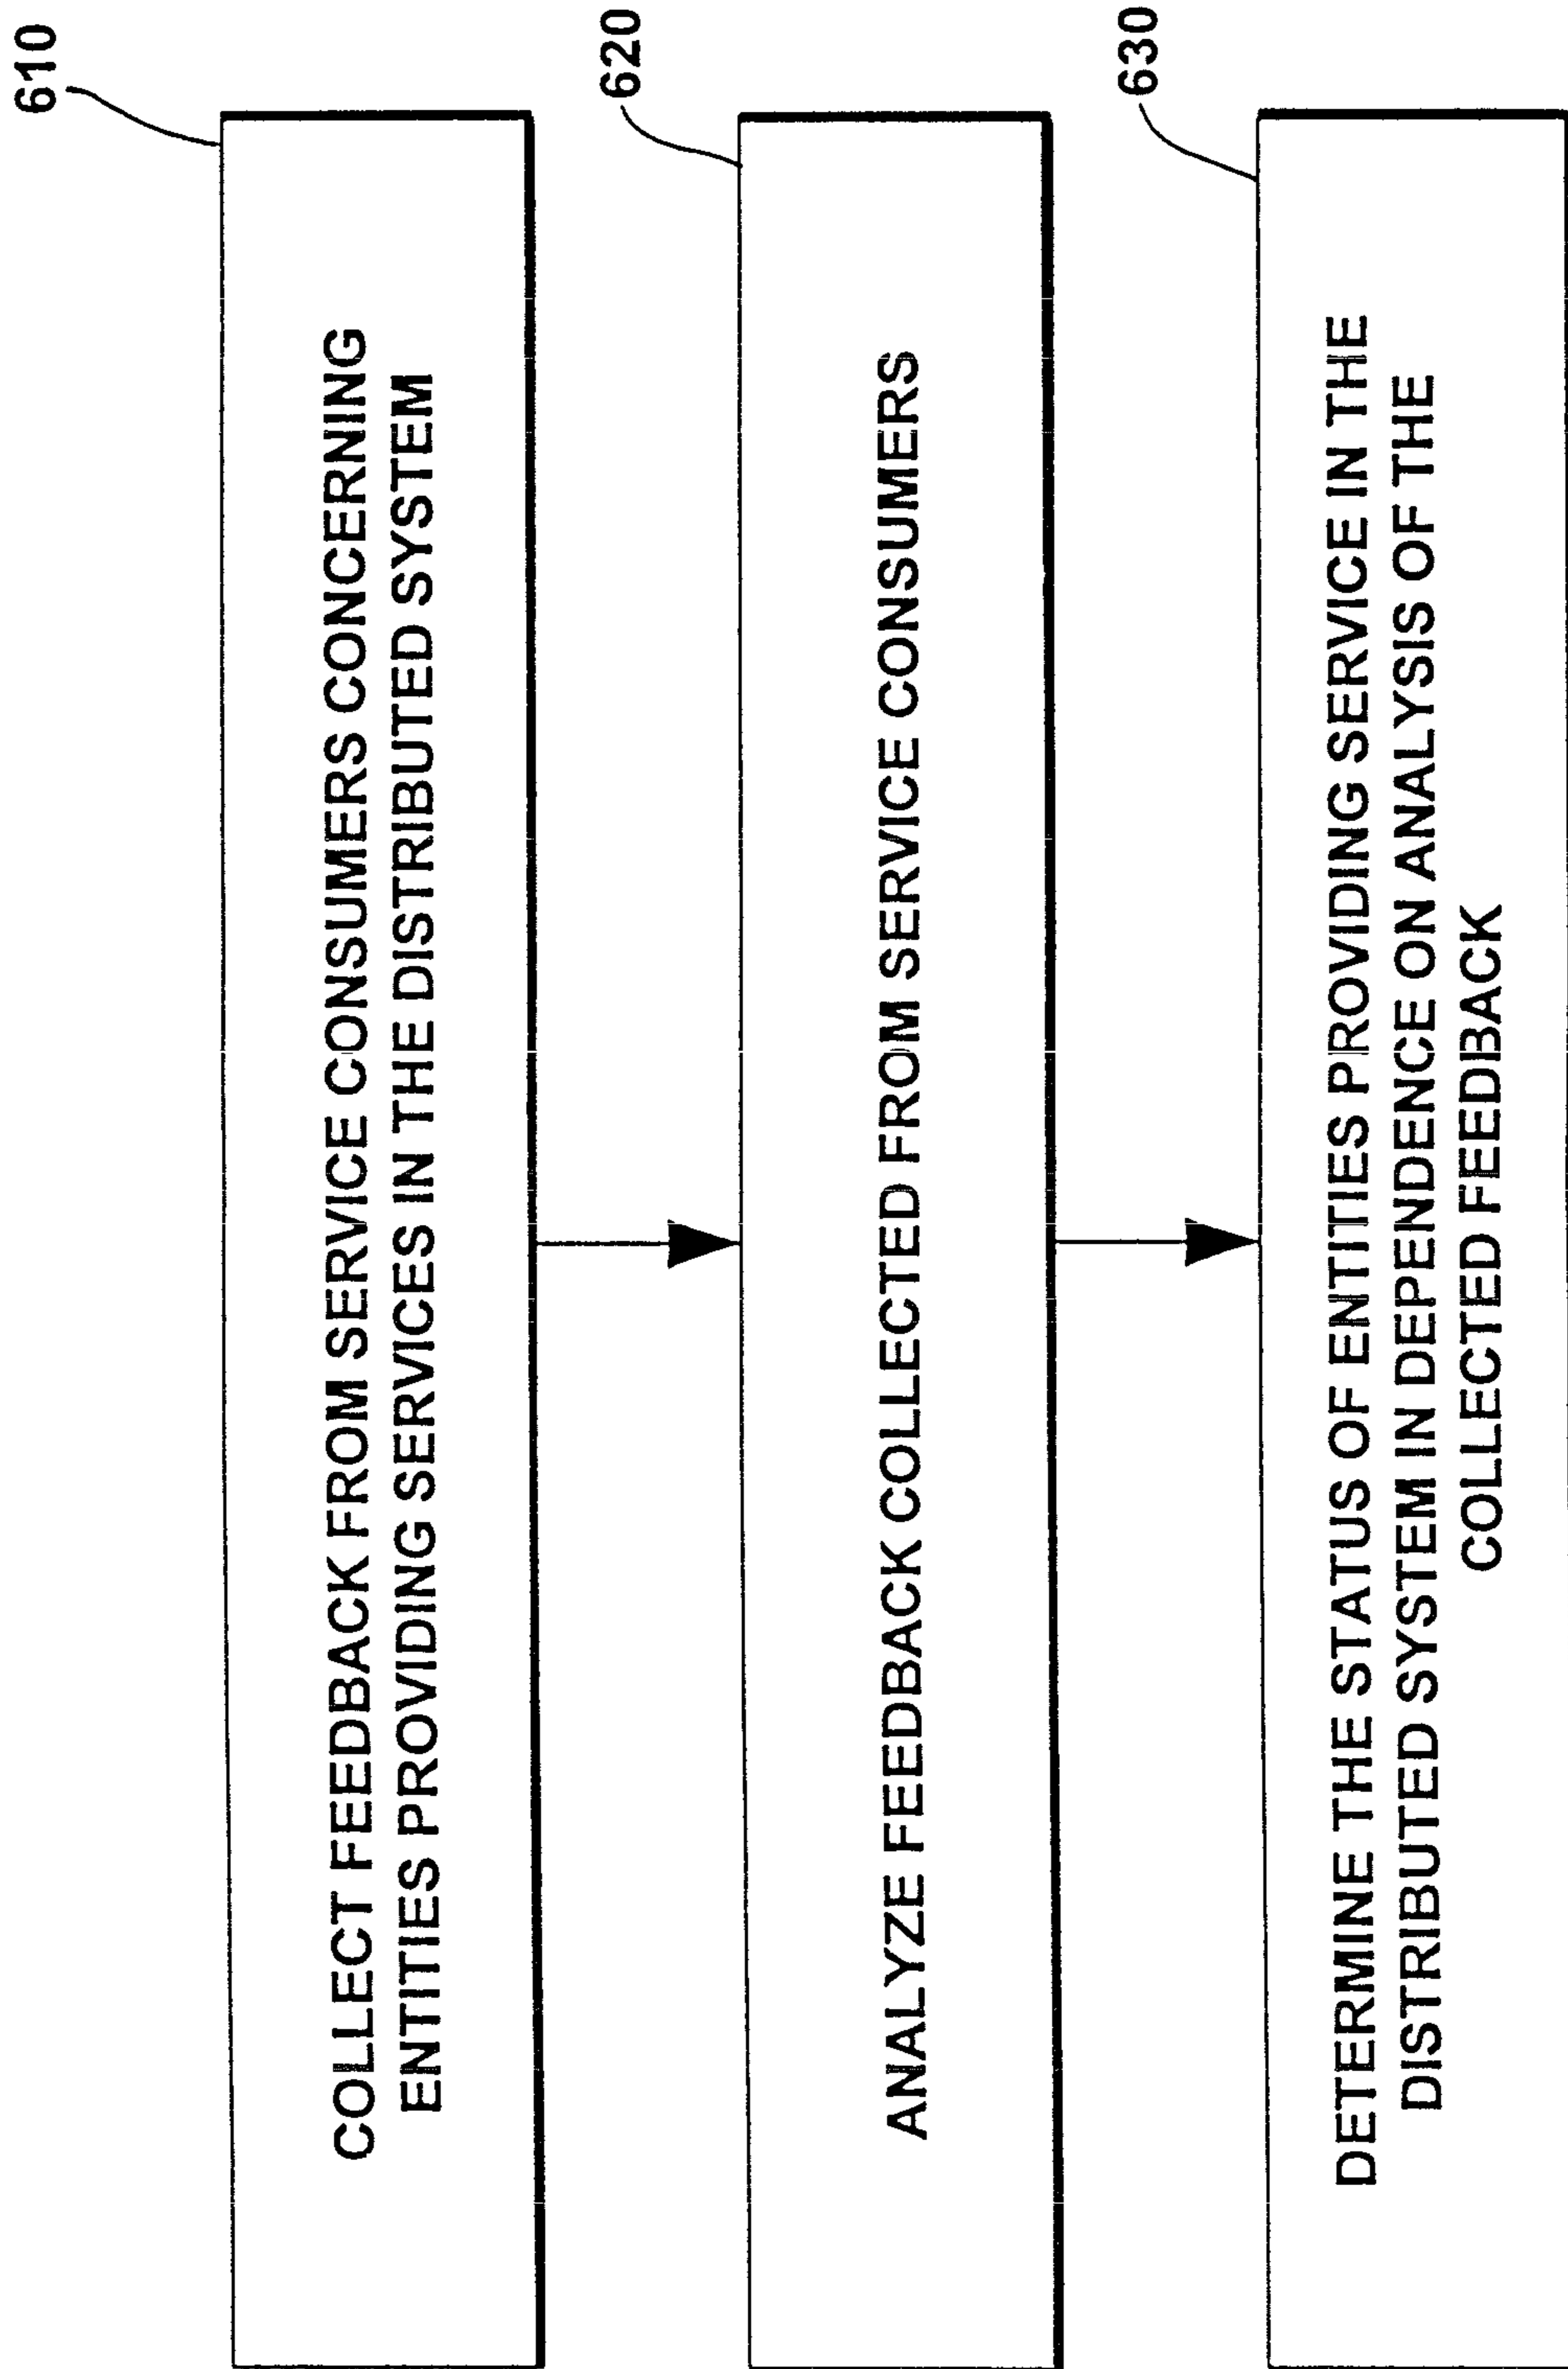 610
COLLECT FEEDBACK FROM SERVICE CONSUMERS CONCERNING
ENTITIES PROVIDING SERVICES IN THE DISTRIBUTED SYSTEM
620
ANALYZE FEEDBACK COLLECTED FROM SERVICE CONSUMERS
630
DETERMINE THE STATUS OF ENTITIES PROVIDING SERVICE IN THE
DISTRIBUTED SYSTEM IN DEPENDENCE ON ANALYSIS OF THE
COLLECTED FEEDBACK